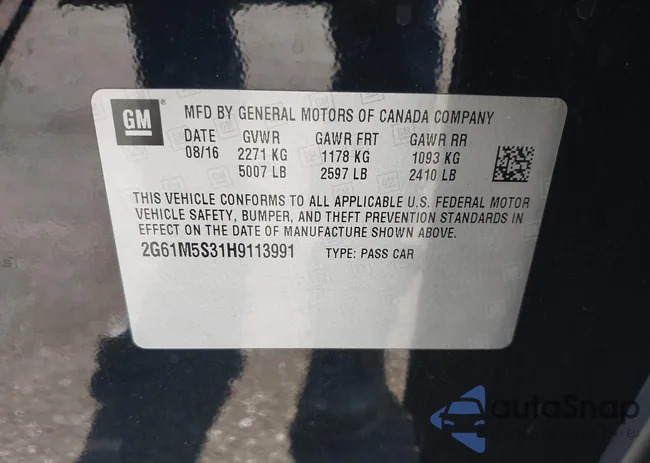 GM
MFD BY GENERAL MOTORS OF CANADA COMPANY
DATE GVWR GAWR FRT GAWR RR
08/16 2271 KG 1178 KG 1093 KG
5007 LB 2597 LB 2410 LB
THIS VEHICLE CONFORMS TO ALL APPLICABLE U.S. FEDERAL MOTOR
VEHICLE SAFETY, BUMPER, AND THEFT PREVENTION STANDARDS IN
EFFECT ON THE DATE OF MANUFACTURE SHOWN ABOVE.
2G61M5S31H9113991 TYPE: PASS CAR
autoSnap